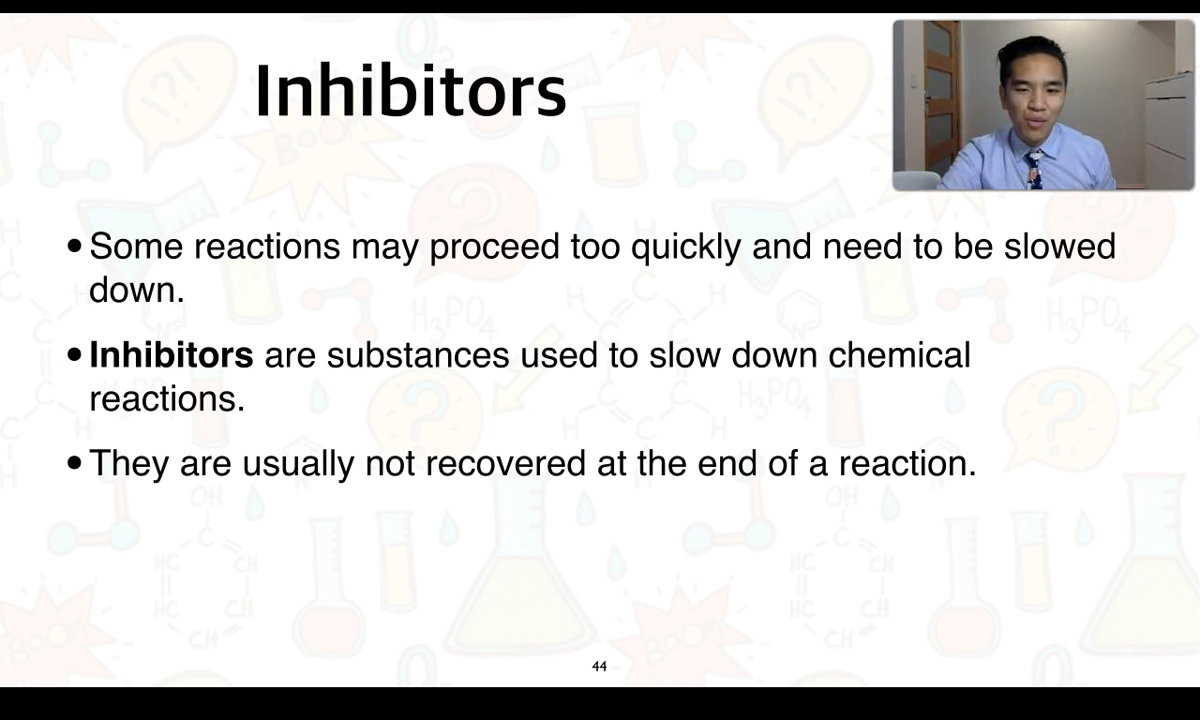 Inhibitors
•Some reactions may proceed too quickly and need to be slowed
down.
•Inhibitors are substances used to slow down chemical
reactions.
•They are usually not recovered at the end of a reaction.
44